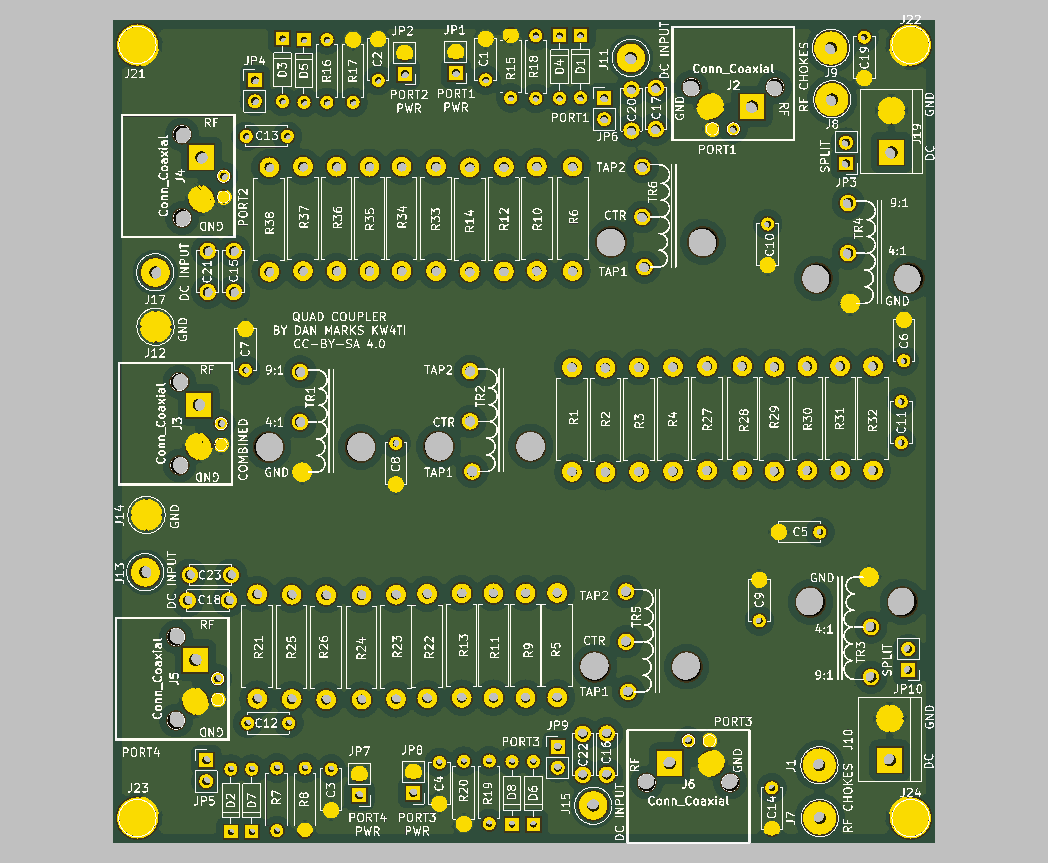 J22
J21
JP4
D3
D5
R16
R17
C2
JP2
PORT2
PWR
JP1
PORT1
PWR
C1
R15
R18
D4
D1
J11
DC INPUT
JP6
PORT1
C20
C17
GND
Conn_Coaxial
J2
RF
PORT1
RF CHOKES
J9
J8
C19
GND
J19
DC
SPLIT
JP3
RF
Conn_Coaxial
J4
GND
PORT2
C13
R38
R37
R36
R35
R34
R33
R14
R12
R10
R6
TAP2
CTR
TAP1
TR6
C10
9:1
TR4
4:1
GND
J17
DC INPUT
C21
C15
J12
GND
QUAD COUPLER
BY DAN MARKS KW4TI
CC-BY-SA 4.0
C7
C6
RF
Conn_Coaxial
J3
GND
COMBINED
9:1
TR1
4:1
GND
TAP2
TR2
CTR
TAP1
C8
R1
R2
R3
R4
R27
R28
R29
R30
R31
R32
C11
J14
GND
C5
J13
DC INPUT
C23
C18
C9
GND
4:1
TR3
9:1
SPLIT
JP10
RF
Conn_Coaxial
J5
GND
PORT4
R21
R25
R26
R24
R23
R22
R13
R11
R9
R5
TAP2
CTR
TAP1
TR5
C12
J23
JP5
D2
D7
R7
R8
C3
JP7
PORT4
PWR
JP8
PORT3
PWR
C4
R20
R19
D8
D6
PORT3
JP9
C22
C16
J15
DC INPUT
PORT3
RF
GND
J6
Conn_Coaxial
C14
J1
J7
RF CHOKES
J10
GND
DC
J24